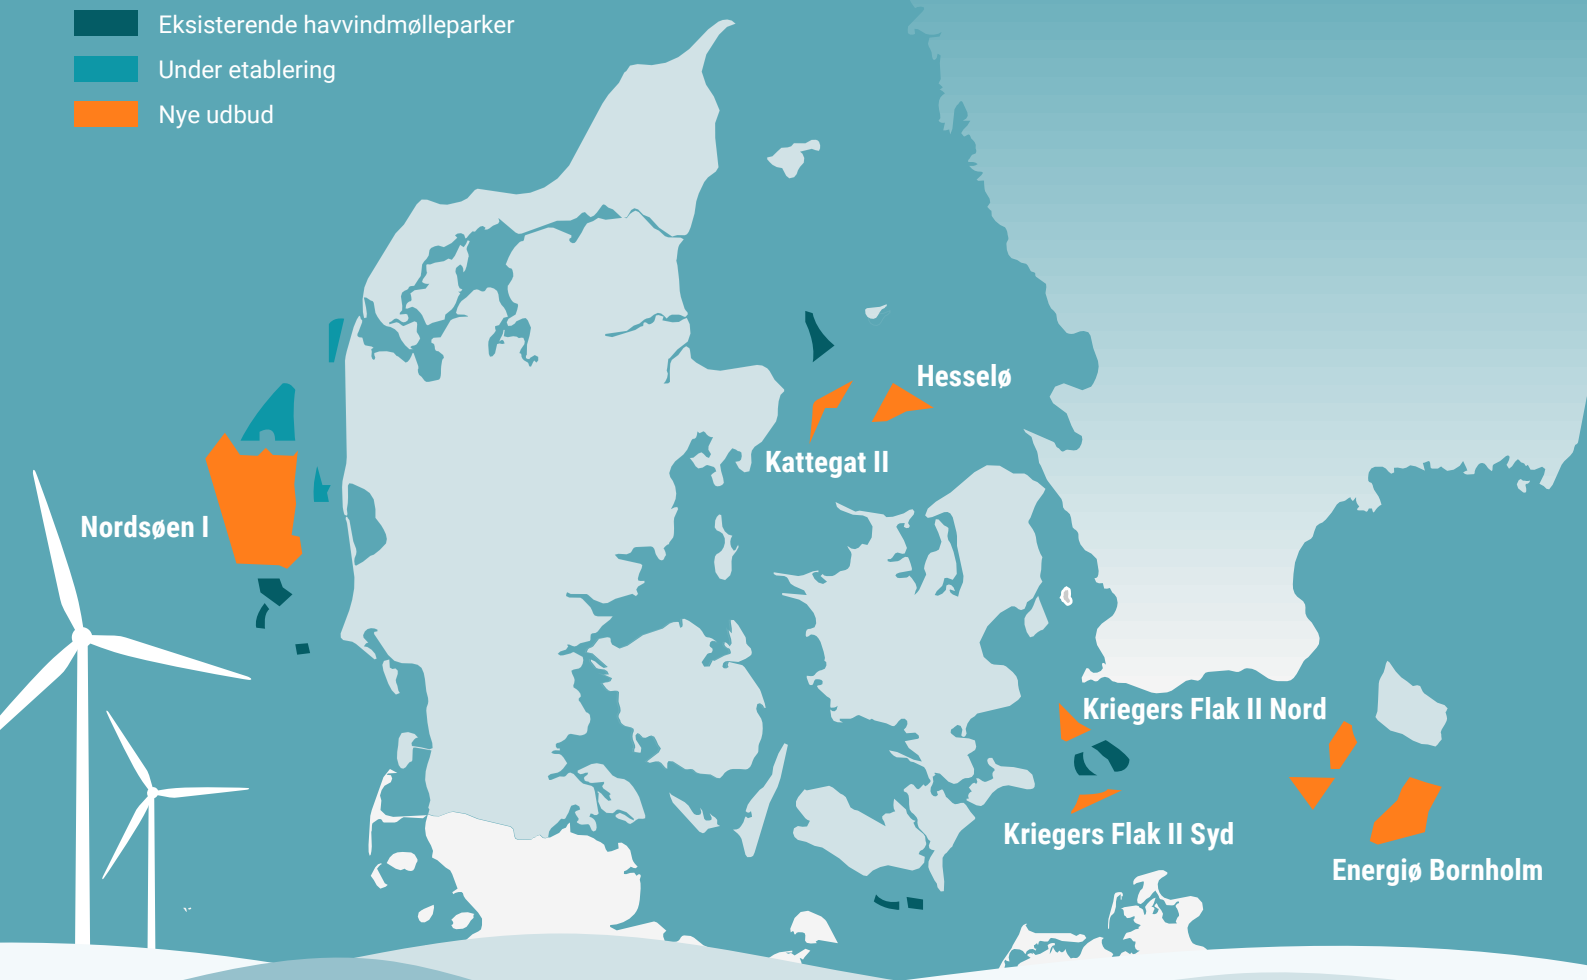 Eksisterende havvindmølleparker
Under etablering
Nye udbud
Hesselø
Kattegat II
Nordsøen I
Kriegers Flak II Nord
Kriegers Flak II Syd
Energiø Bornholm